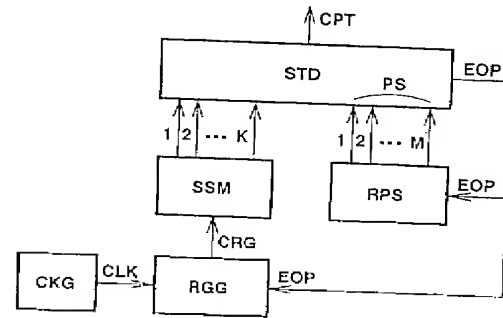 CPT
STD
PS
EOP
1 2 ... K
1 2 ... M
SSM
RPS
EOP
CRG
CKG
CLK
RGG
EOP